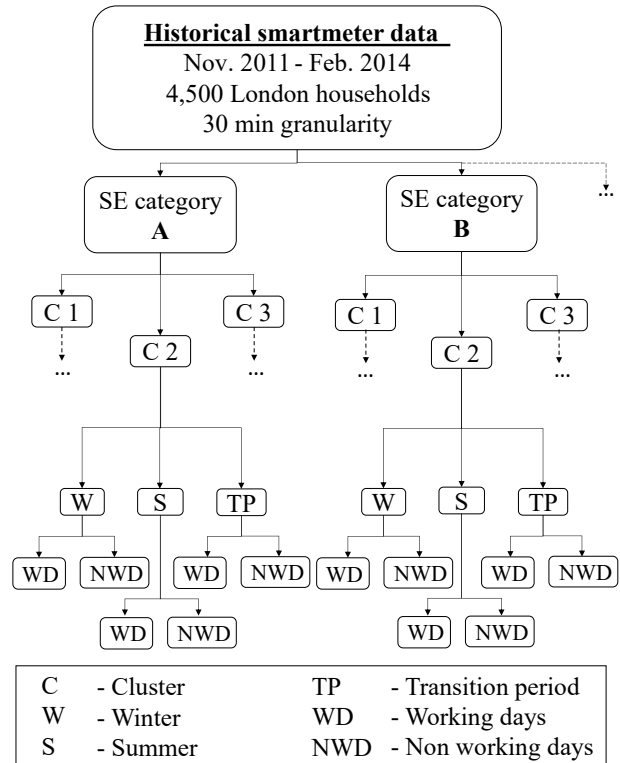 Historical smartmeter data
Nov. 2011 - Feb. 2014
4,500 London households
30 min granularity
SE category
A
SE category
B
...
C 1
C 2
C 3
...
...
C 1
C 2
C 3
...
...
W
S
TP
W
S
TP
WD
NWD
WD
NWD
WD
NWD
WD
NWD
WD
NWD
WD
NWD
C - Cluster
W - Winter
S - Summer
TP - Transition period
WD - Working days
NWD - Non working days